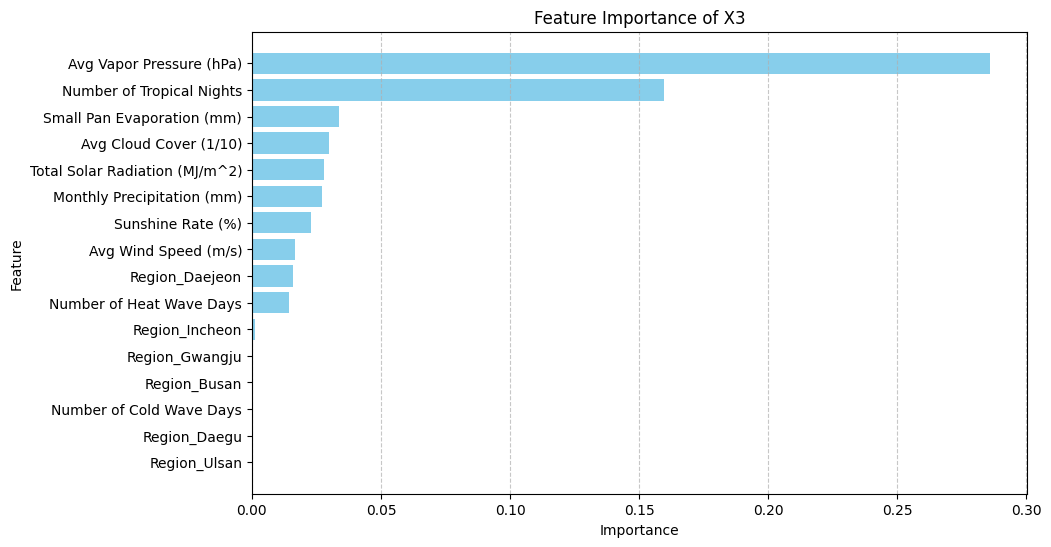 Feature Importance of X3
Avg Vapor Pressure (hPa)
Number of Tropical Nights
Small Pan Evaporation (mm)
Avg Cloud Cover (1/10)
Total Solar Radiation (MJ/m^2)
Monthly Precipitation (mm)
Sunshine Rate (%)
Avg Wind Speed (m/s)
Region_Daejeon
Number of Heat Wave Days
Region_Incheon
Region_Gwangju
Region_Busan
Number of Cold Wave Days
Region_Daegu
Region_Ulsan
Feature
0.00 0.05 0.10 0.15 0.20 0.25 0.30
Importance